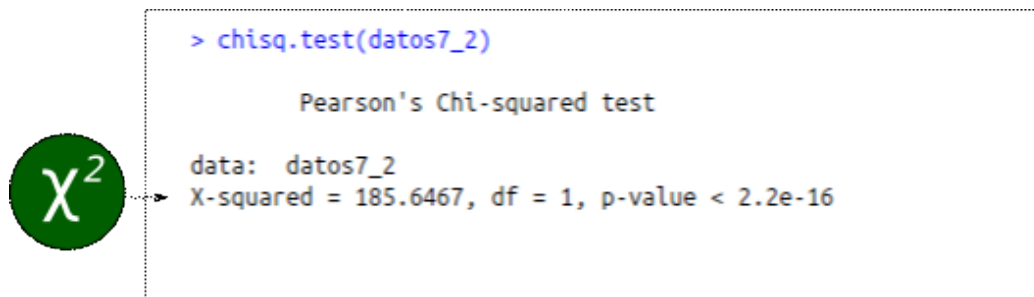 > chisq.test(datos7_2)
Pearson's Chi-squared test
data:  datos7_2
χ²
X-squared = 185.6467, df = 1, p-value < 2.2e-16